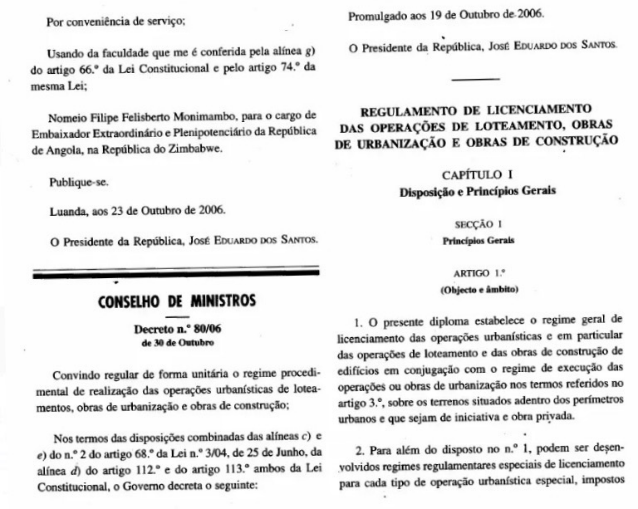 Por conveniência de serviço;
Usando da faculdade que me é conferida pela alínea g)
do artigo 66.º da Lei Constitucional e pelo artigo 74.º da
mesma Lei;
Nomeio Filipe Felisberto Monimambo, para o cargo de
Embaixador Extraordinário e Plenipotenciário da República
de Angola, na República do Zimbabwe.
Publique-se.
Luanda, aos 23 de Outubro de 2006.
O Presidente da República, JOSÉ EDUARDO DOS SANTOS.
CONSELHO DE MINISTROS
Decreto n.º 80/06
de 30 de Outubro
Convindo regular de forma unitária o regime procedi-
mental de realização das operações urbanísticas de lotea-
mentos, obras de urbanização e obras de construção;
Nos termos das disposições combinadas das alíneas c) e
e) do n.º 2 do artigo 68.º da Lei n.º 3/04, de 25 de Junho, da
alínea d) do artigo 112.º e do artigo 113.º ambos da Lei
Constitucional, o Governo decreta o seguinte:
Promulgado aos 19 de Outubro de 2006.
O Presidente da República, JOSÉ EDUARDO DOS SANTOS.
REGULAMENTO DE LICENCIAMENTO
DAS OPERAÇÕES DE LOTEAMENTO, OBRAS
DE URBANIZAÇÃO E OBRAS DE CONSTRUÇÃO
CAPÍTULO I
Disposição e Princípios Gerais
SECÇÃO I
Princípios Gerais
ARTIGO 1.º
(Objecto e âmbito)
1. O presente diploma estabelece o regime geral de
licenciamento das operações urbanísticas e em particular
das operações de loteamento e das obras de construção de
edifícios em conjugação com o regime de execução das
operações ou obras de urbanização nos termos referidos no
artigo 3.º, sobre os terrenos situados adentro dos perímetros
urbanos e que sejam de iniciativa e obra privada.
2. Para além do disposto no n.º 1, podem ser desen-
volvidos regimes regulamentares especiais de licenciamento
para cada tipo de operação urbanística especial, impostos